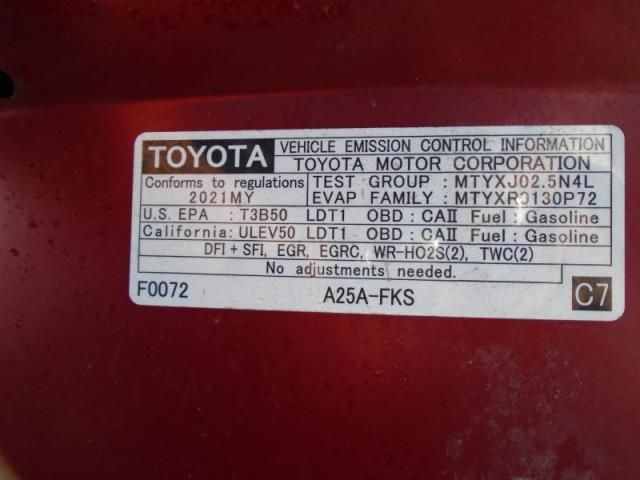 TOYOTA
VEHICLE EMISSION CONTROL INFORMATION
TOYOTA MOTOR CORPORATION
Conforms to regulations
2021MY
TEST GROUP : MTYXJ02.5N4L
EVAP FAMILY : MTYXR0130P72
U.S. EPA : T3B50 LDT1 OBD : CAII Fuel : Gasoline
California: ULEV50 LDT1 OBD : CAII Fuel : Gasoline
DFI + SFI, EGR, EGRC, WR-HO2S(2), TWC(2)
No adjustments needed.
F0072 A25A-FKS C7